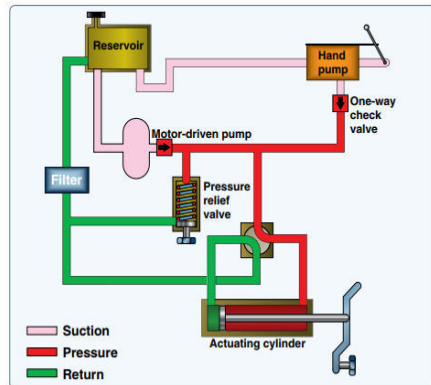 Reservoir
Hand
pump
One-way
check
valve
Motor-driven pump
Filter
Pressure
relief
valve
Actuating cylinder
Suction
Pressure
Return